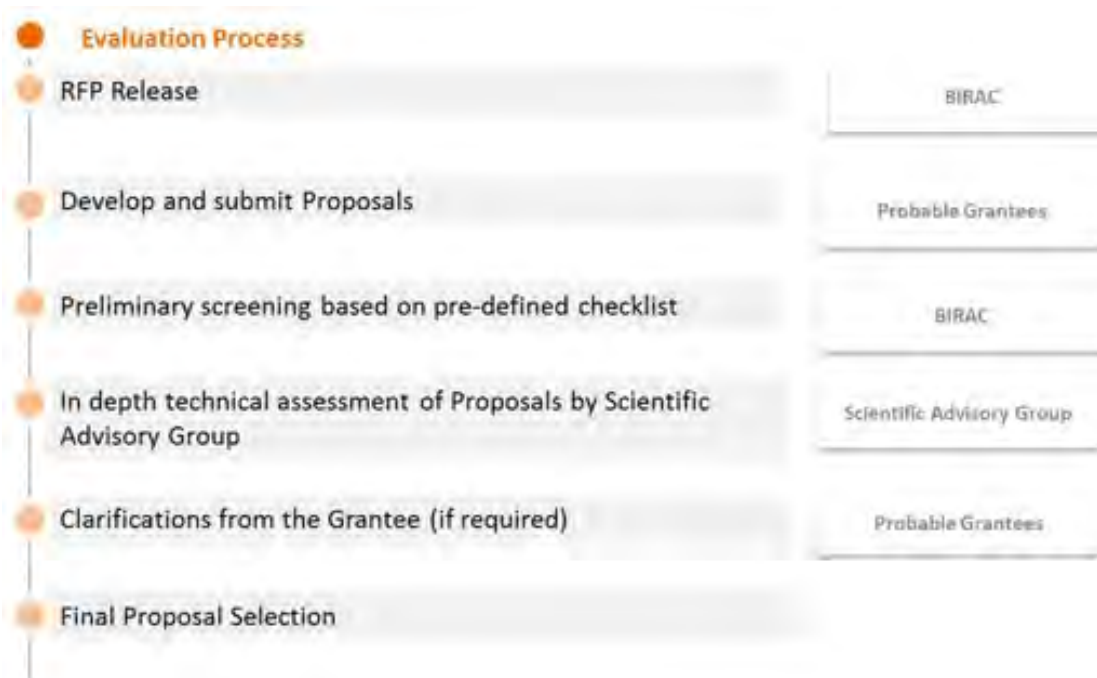 Evaluation Process
RFP Release
BIRAC
Develop and submit Proposals
Probable Grantees
Preliminary screening based on pre-defined checklist
BIRAC
In depth technical assessment of Proposals by Scientific
Advisory Group
Scientific Advisory Group
Clarifications from the Grantee (if required)
Probable Grantees
Final Proposal Selection